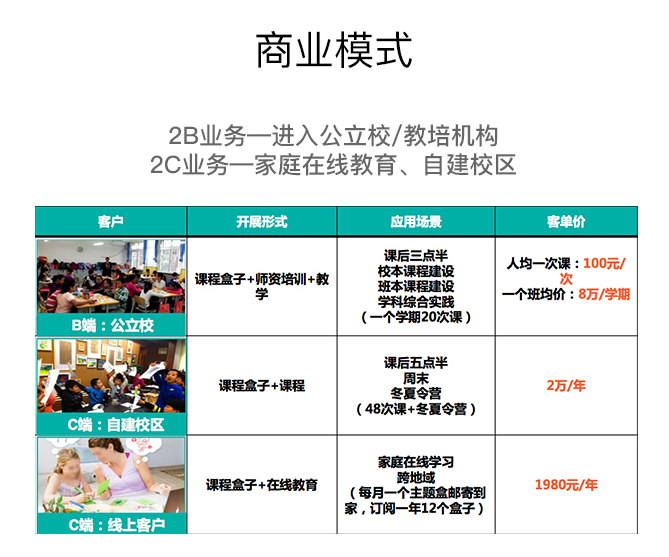 商业模式
2B业务—进入公立校/教培机构
2C业务—家庭在线教育、自建校区
客户
开展形式
应用场景
客单价
B端：公立校
课程盒子+师资培训+教
学
课后三点半
校本课程建设
班本课程建设
学科综合实践
（一个学期20次课）
人均一次课：100元/
次
一个班均价：8万/学期
C端：自建校区
课程盒子+课程
课后五点半
周末
冬夏令营
（48次课+冬夏令营）
2万/年
C端：线上客户
课程盒子+在线教育
家庭在线学习
跨地域
（每月一个主题盒邮寄到
家，订阅一年12个盒子）
1980元/年